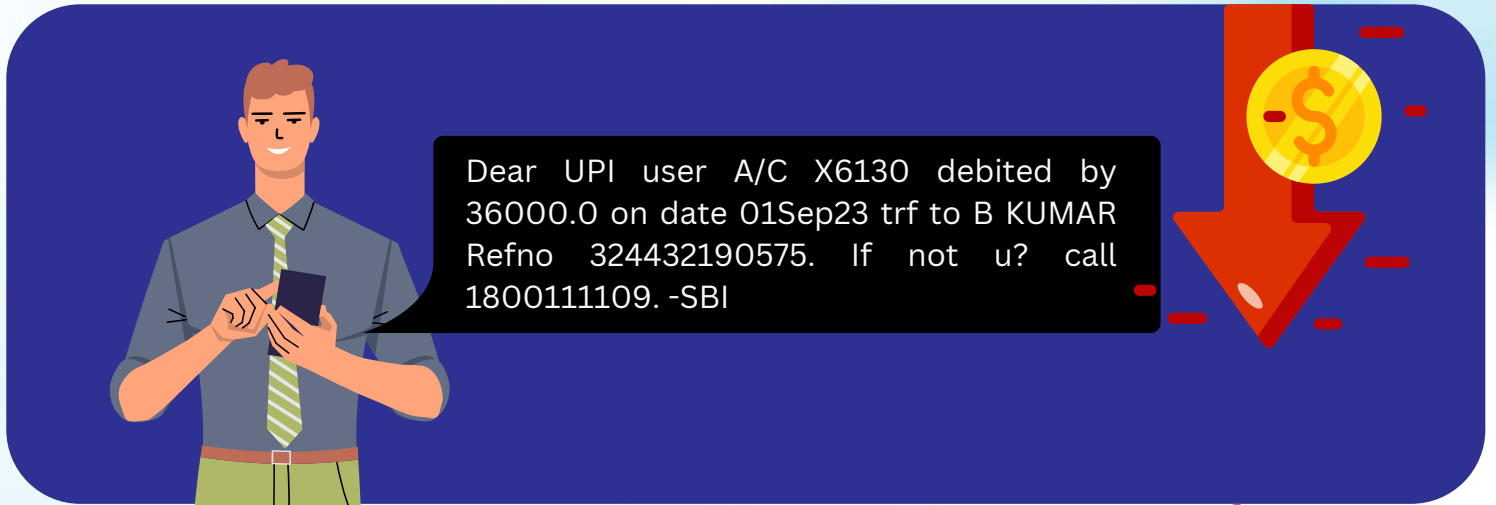 Dear UPI user A/C X6130 debited by
36000.0 on date 01Sep23 trf to B KUMAR
Refno 324432190575. If not u? call
1800111109. -SBI
$